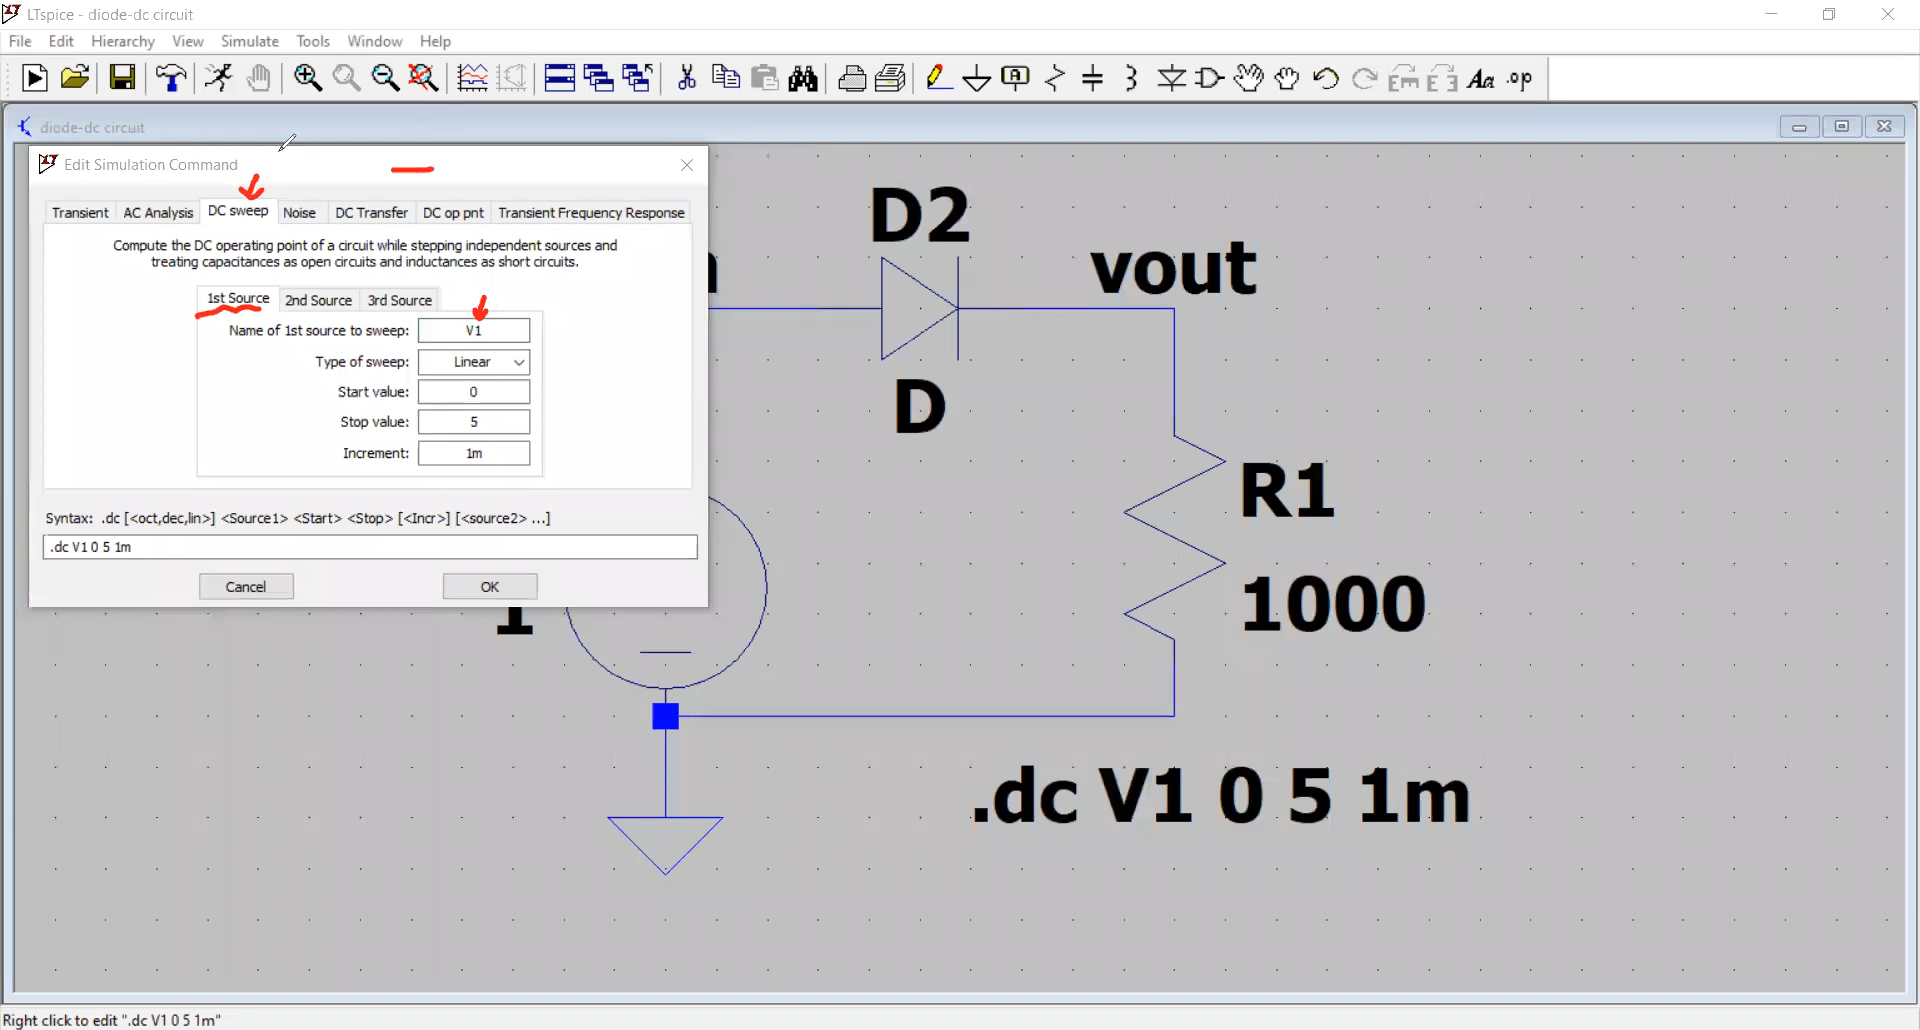 LTspice - diode-dc circuit
File Edit Hierarchy View Simulate Tools Window Help
A Aa .op
diode-dc circuit
Edit Simulation Command
Transient AC Analysis DC sweep Noise DC Transfer DC op pnt Transient Frequency Response
Compute the DC operating point of a circuit while stepping independent sources and
treating capacitances as open circuits and inductances as short circuits.
1st Source 2nd Source 3rd Source
Name of 1st source to sweep: V1
Type of sweep: Linear
Start value: 0
Stop value: 5
Increment: 1m
Syntax: .dc [<oct,dec,lin>] <Source1> <Start> <Stop> [<Incr>] [<source2> ...]
.dc V1 0 5 1m
Cancel OK
D2
vout
D
R1
1000
.dc V1 0 5 1m
Right click to edit ".dc V1 0 5 1m"